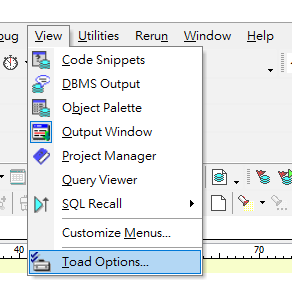 bug View Utilities Rerun Window Help
Code Snippets
DBMS Output
Object Palette
Output Window
Project Manager
Query Viewer
SQL Recall
Customize Menus...
40 70
Toad Options...